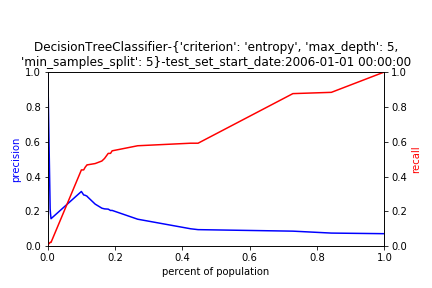 DecisionTreeClassifier-{'criterion': 'entropy', 'max_depth': 5,
'min_samples_split': 5}-test_set_start_date:2006-01-01 00:00:00
1.0
0.8
0.6
0.4
0.2
0.0
precision
1.0
0.8
0.6
0.4
0.2
0.0
recall
0.0 0.2 0.4 0.6 0.8 1.0
percent of population